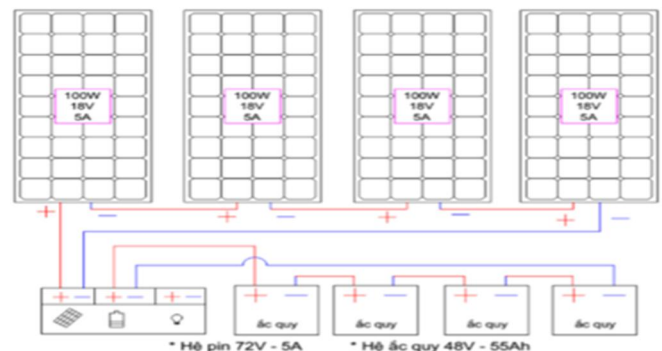 100W
18V
5A
100W
18V
5A
100W
18V
5A
100W
18V
5A
+ − + − + − + −
+ − + − + − + − + − + − + −
ắc quy ắc quy ắc quy ắc quy
* Hệ pin 72V - 5A * Hệ ắc quy 48V - 55Ah